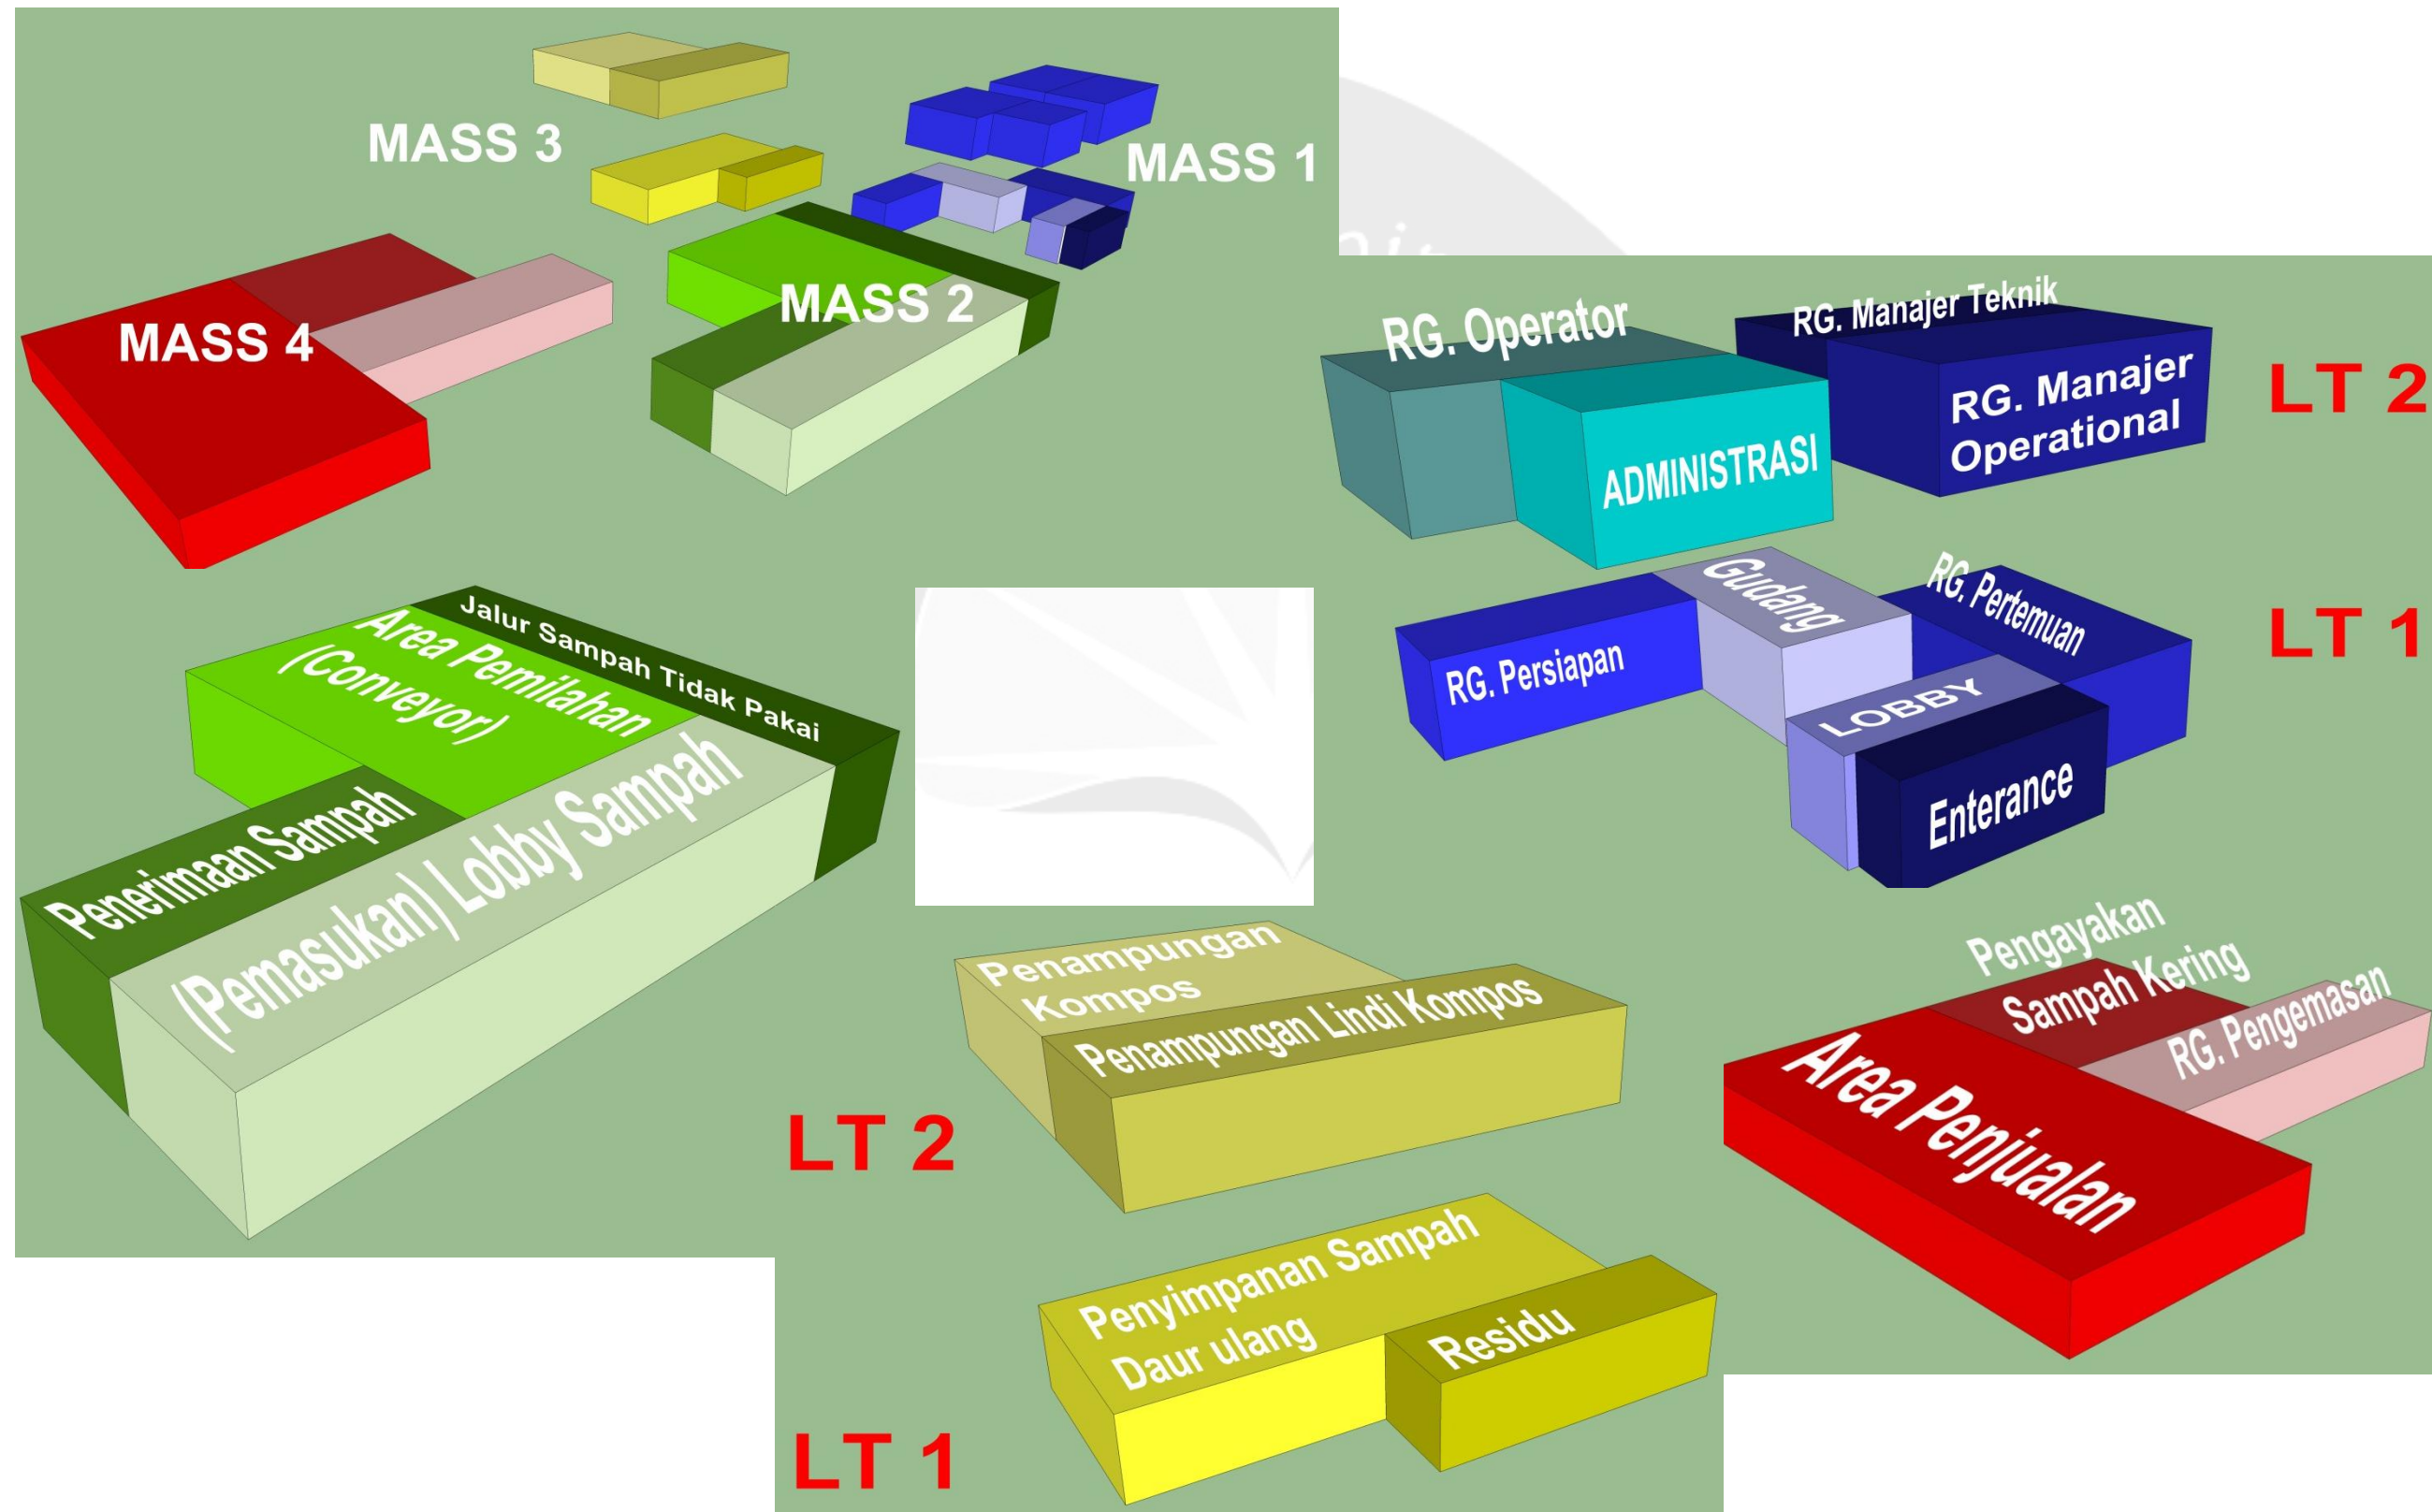 MASS 3
MASS 1
MASS 2
MASS 4
RG. Operator
RG. Manajer Teknik
ADMINISTRASI
RG. Manajer
Operational
LT 2
Gudang
RG. Pertemuan
RG. Persiapan
LOBBY
Enterance
LT 1
Jalur Sampah Tidak Pakai
Area Pemilahan
(Conveyor)
Penerimaan Sampah
(Pemasukan) Lobby Sampah
Penampungan
Kompos
Penampungan Lindi Kompos
LT 2
Penyimpanan Sampah
Daur ulang
Residu
LT 1
Pengayakan
Sampah Kering
RG. Pengemasan
Area Penjualan